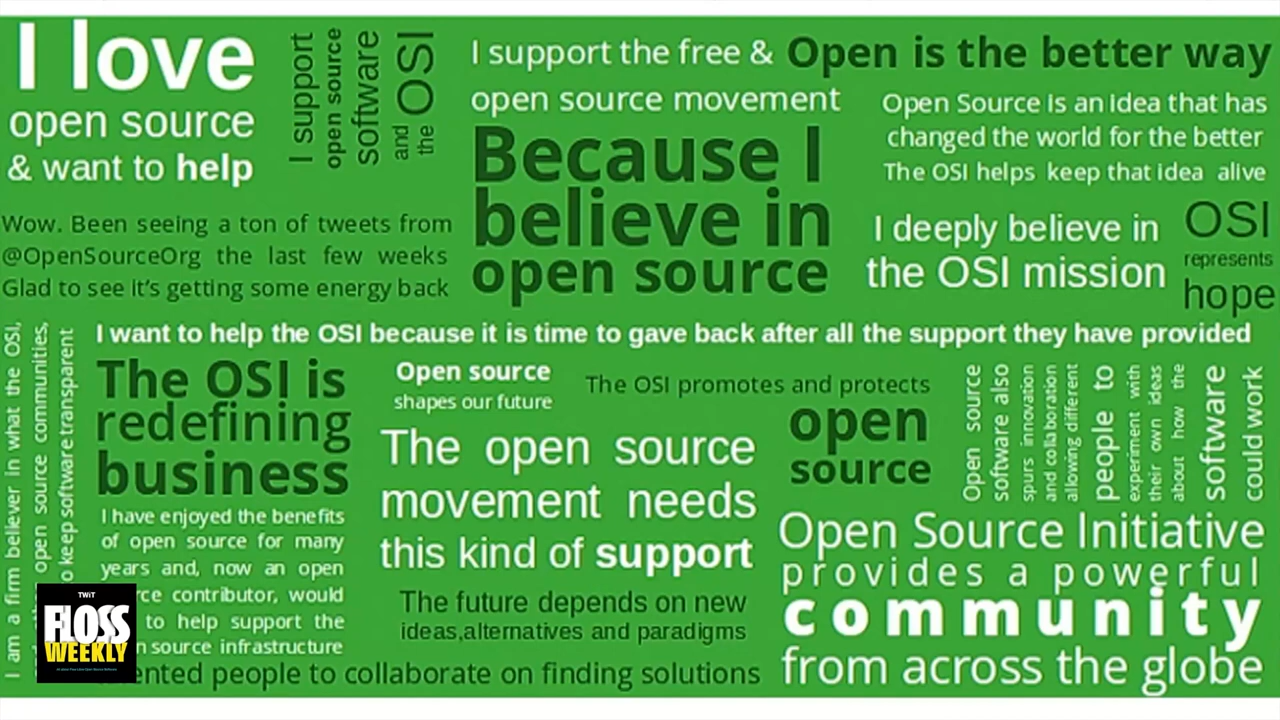 I love
open source
& want to help
I support
open source
software
and
the
OSI
I support the free &
open source movement
Open is the better way
Open Source is an idea that has
changed the world for the better
The OSI helps keep that idea alive
Because I
believe in
open source
Wow. Been seeing a ton of tweets from
@OpenSourceOrg the last few weeks
Glad to see it’s getting some energy back
I deeply believe in
the OSI mission
OSI
represents
hope
I want to help the OSI because it is time to gave back after all the support they have provided
I am a firm believer in what the OSI,
open source communities,
o keep software transparent
The OSI is
redefining
business
Open source
shapes our future
The OSI promotes and protects
open
source
Open source
software also
spurs innovation
and collaboration
allowing different
people to
experiment with
their own ideas
about how the
software
could work
The open source
movement needs
this kind of support
I have enjoyed the benefits
of open source for many
years and, now an open
rce contributor, would
to help support the
source infrastructure
Open Source Initiative
provides a powerful
community
from across the globe
The future depends on new
ideas,alternatives and paradigms
ented people to collaborate on finding solutions
TWiT
FLOSS
WEEKLY